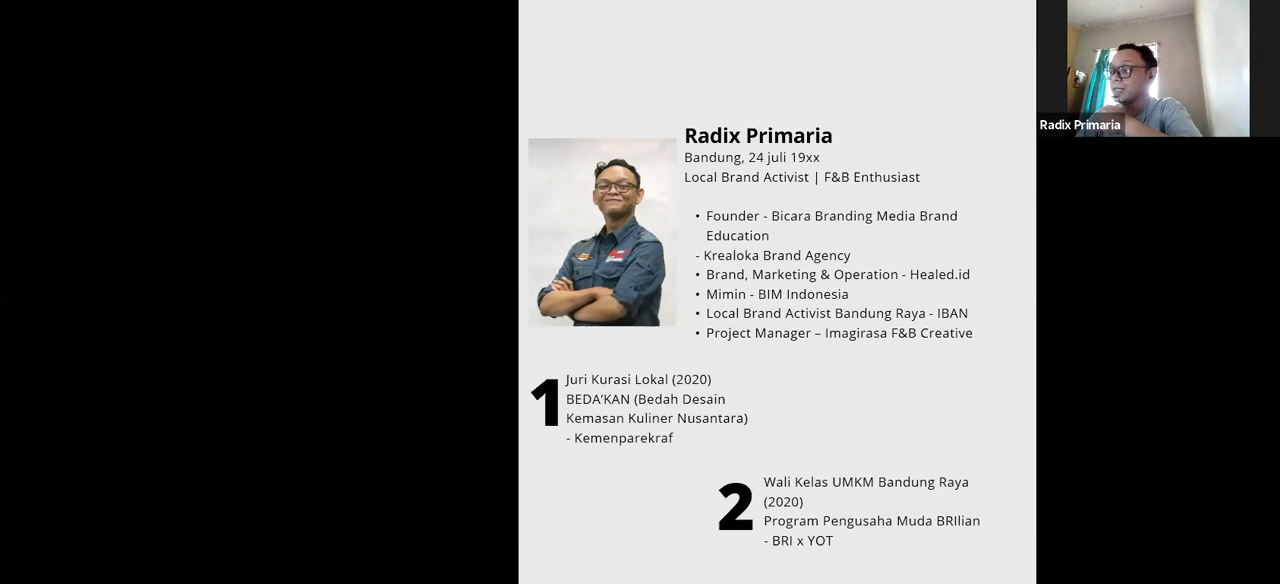 Radix Primaria
Bandung, 24 juli 19xx
Local Brand Activist | F&B Enthusiast
• Founder - Bicara Branding Media Brand
Education
- Krealoka Brand Agency
• Brand, Marketing & Operation - Healed.id
• Mimin - BIM Indonesia
• Local Brand Activist Bandung Raya - IBAN
• Project Manager – Imagirasa F&B Creative
1
Juri Kurasi Lokal (2020)
BEDA’KAN (Bedah Desain
Kemasan Kuliner Nusantara)
- Kemenparekraf
2
Wali Kelas UMKM Bandung Raya
(2020)
Program Pengusaha Muda BRIlian
- BRI x YOT
Radix Primaria